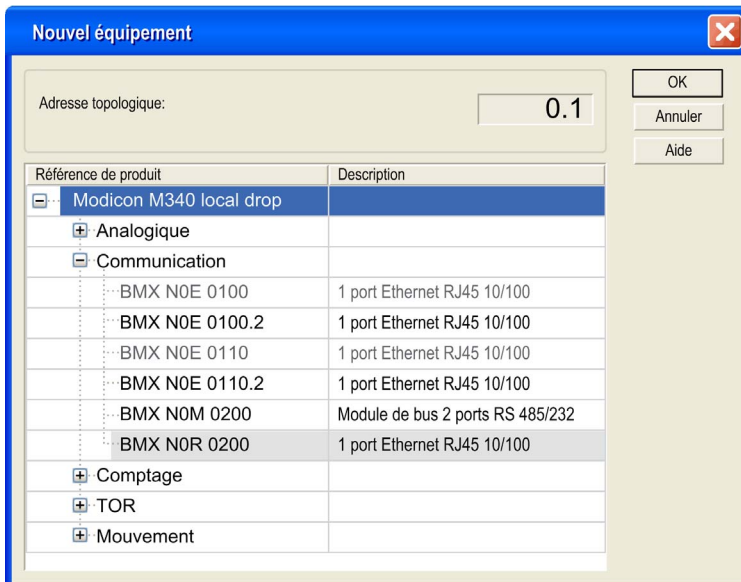 Nouvel équipement
Adresse topologique:
0.1
OK
Annuler
Aide
Référence de produit Description
Modicon M340 local drop
Analogique
Communication
BMX N0E 0100 1 port Ethernet RJ45 10/100
BMX N0E 0100.2 1 port Ethernet RJ45 10/100
BMX N0E 0110 1 port Ethernet RJ45 10/100
BMX N0E 0110.2 1 port Ethernet RJ45 10/100
BMX N0M 0200 Module de bus 2 ports RS 485/232
BMX N0R 0200 1 port Ethernet RJ45 10/100
Comptage
TOR
Mouvement